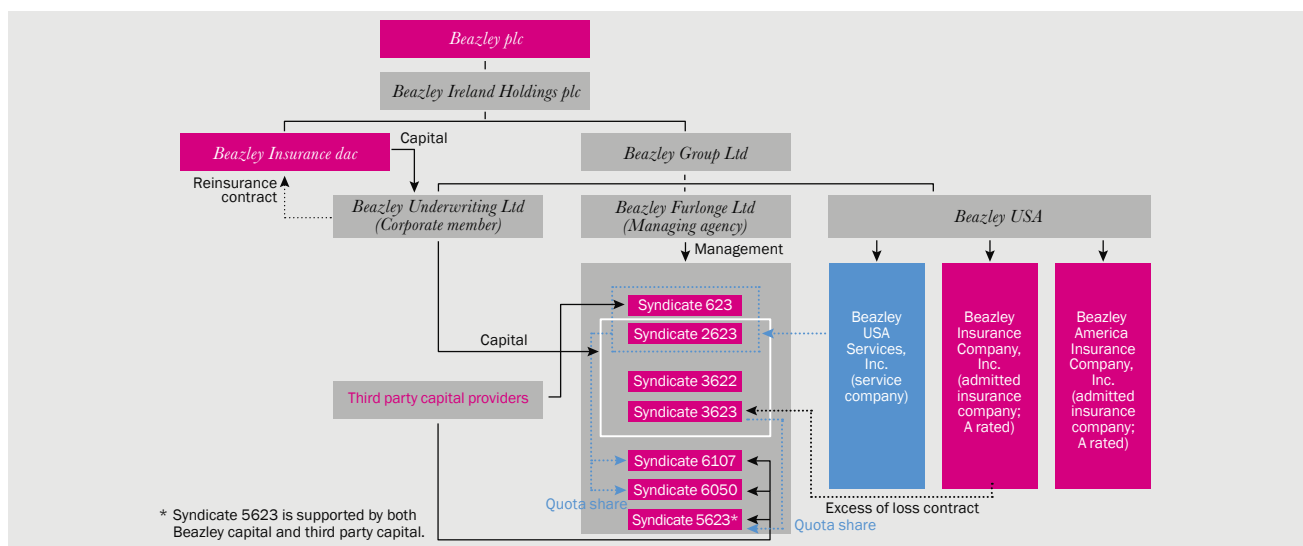 Beazley plc
Beazley Ireland Holdings plc
Beazley Insurance dac
Capital
Beazley Group Ltd
Reinsurance
contract
Beazley Underwriting Ltd
(Corporate member)
Beazley Furlonge Ltd
(Managing agency)
Beazley USA
Management
Syndicate 623
Syndicate 2623
Capital
Syndicate 3622
Third party capital providers
Syndicate 3623
Syndicate 6107
Syndicate 6050
Quota share
Syndicate 5623*
Beazley
USA
Services,
Inc.
(service
company)
Beazley
Insurance
Company,
Inc.
(admitted
insurance
company;
A rated)
Beazley
America
Insurance
Company,
Inc.
(admitted
insurance
company;
A rated)
Excess of loss contract
Quota share
* Syndicate 5623 is supported by both
Beazley capital and third party capital.